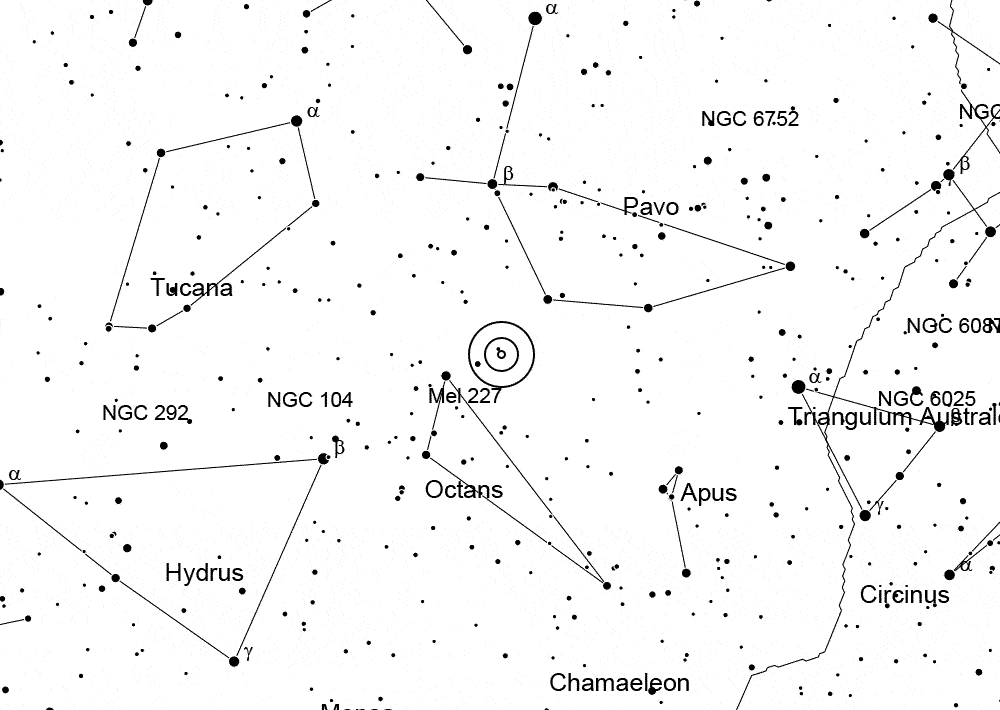 α
α
NGC 6752
NGC
β
β
Pavo
Tucana
NGC 6087
α
NGC 6025
Mel 227
NGC 104
NGC 292
Triangulum Austral
β
β
α
Octans
Apus
γ
α
Hydrus
Circinus
γ
Chamaeleon